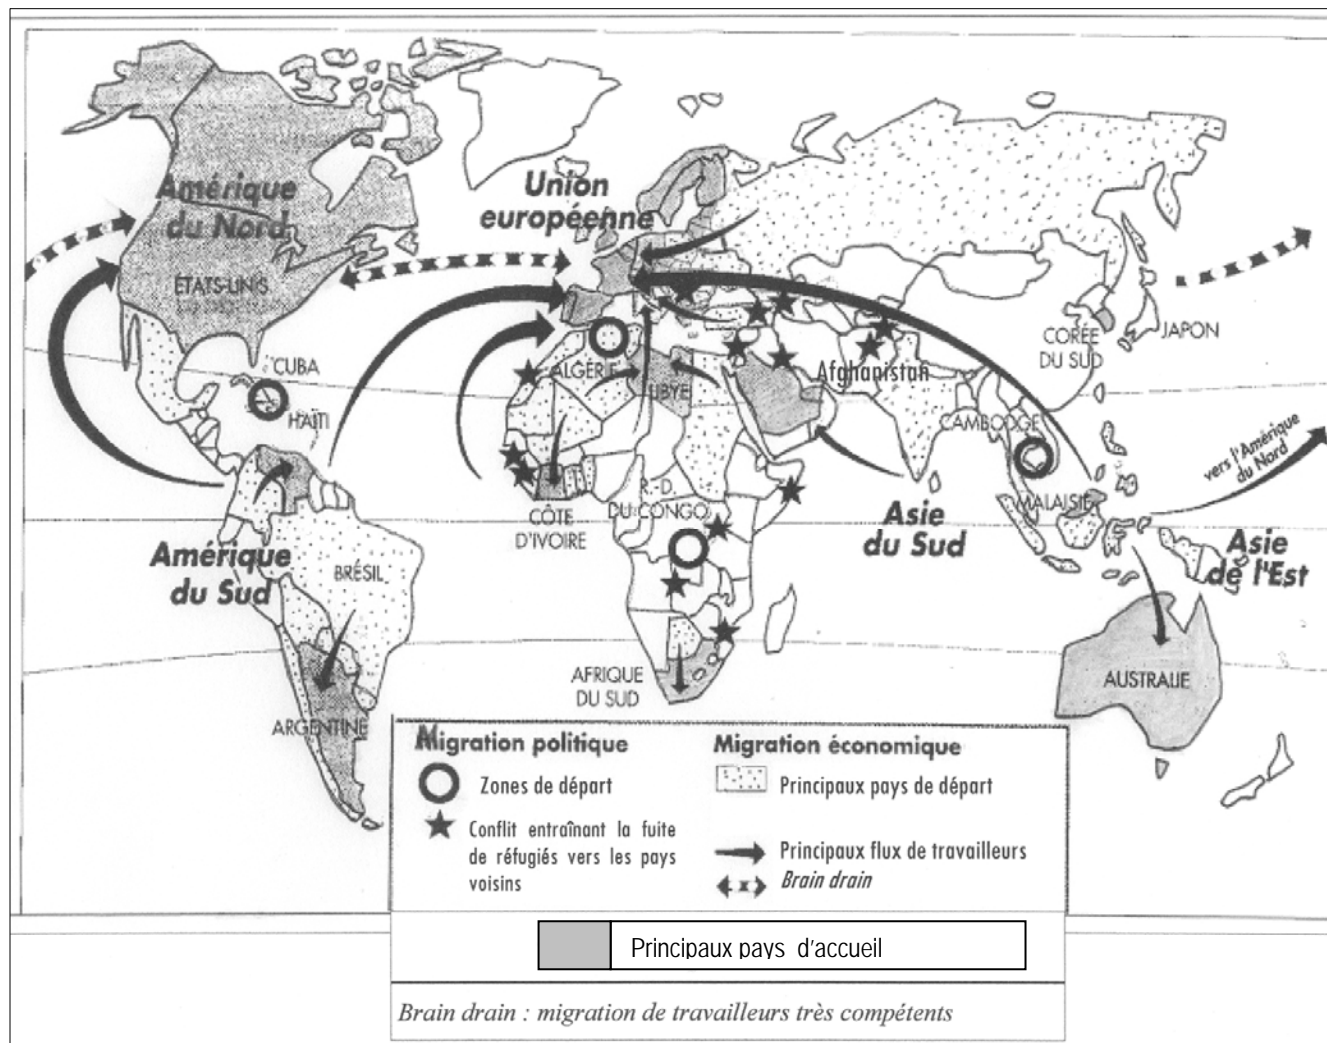 Amérique
du Nord
ÉTATS-UNIS
CUBA
HAÏTI
Union
européenne
ALGÉRIE
LIBYE
Afghanistan
CORÉE
DU SUD
JAPON
CAMBODGE
MALAISIE
vers l'Amérique
du Nord
CÔTE
D'IVOIRE
R. D.
DU CONGO
Asie
du Sud
Asie
de l'Est
Amérique
du Sud
BRÉSIL
ARGENTINE
AFRIQUE
DU SUD
AUSTRALIE
Migration politique
Zones de départ
Conflit entraînant la fuite
de réfugiés vers les pays
voisins
Migration économique
Principaux pays de départ
Principaux flux de travailleurs
Brain drain
Principaux pays d'accueil
Brain drain : migration de travailleurs très compétents